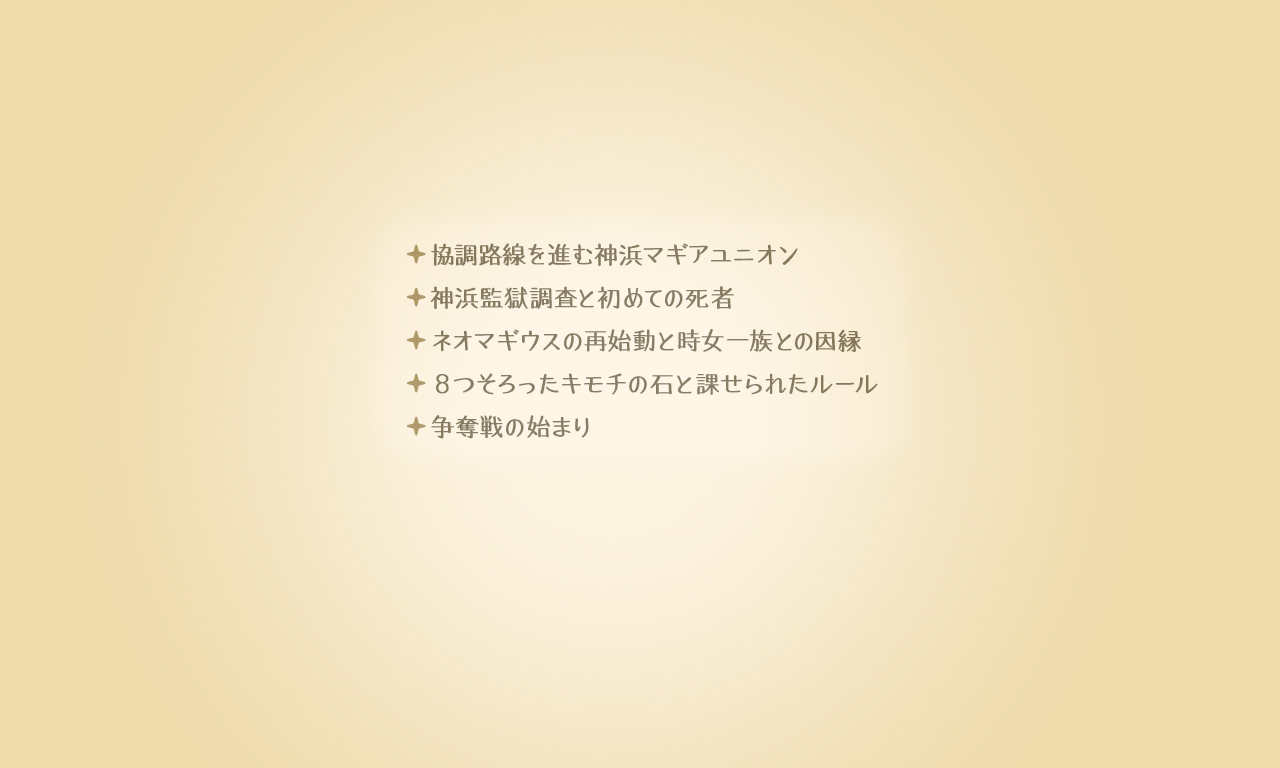 協調路線を進む神浜マギアユニオン
神浜監獄調査と初めての死者
ネオマギウスの再始動と時女一族との因縁
８つそろったキモチの石と課せられたルール
争奪戦の始まり